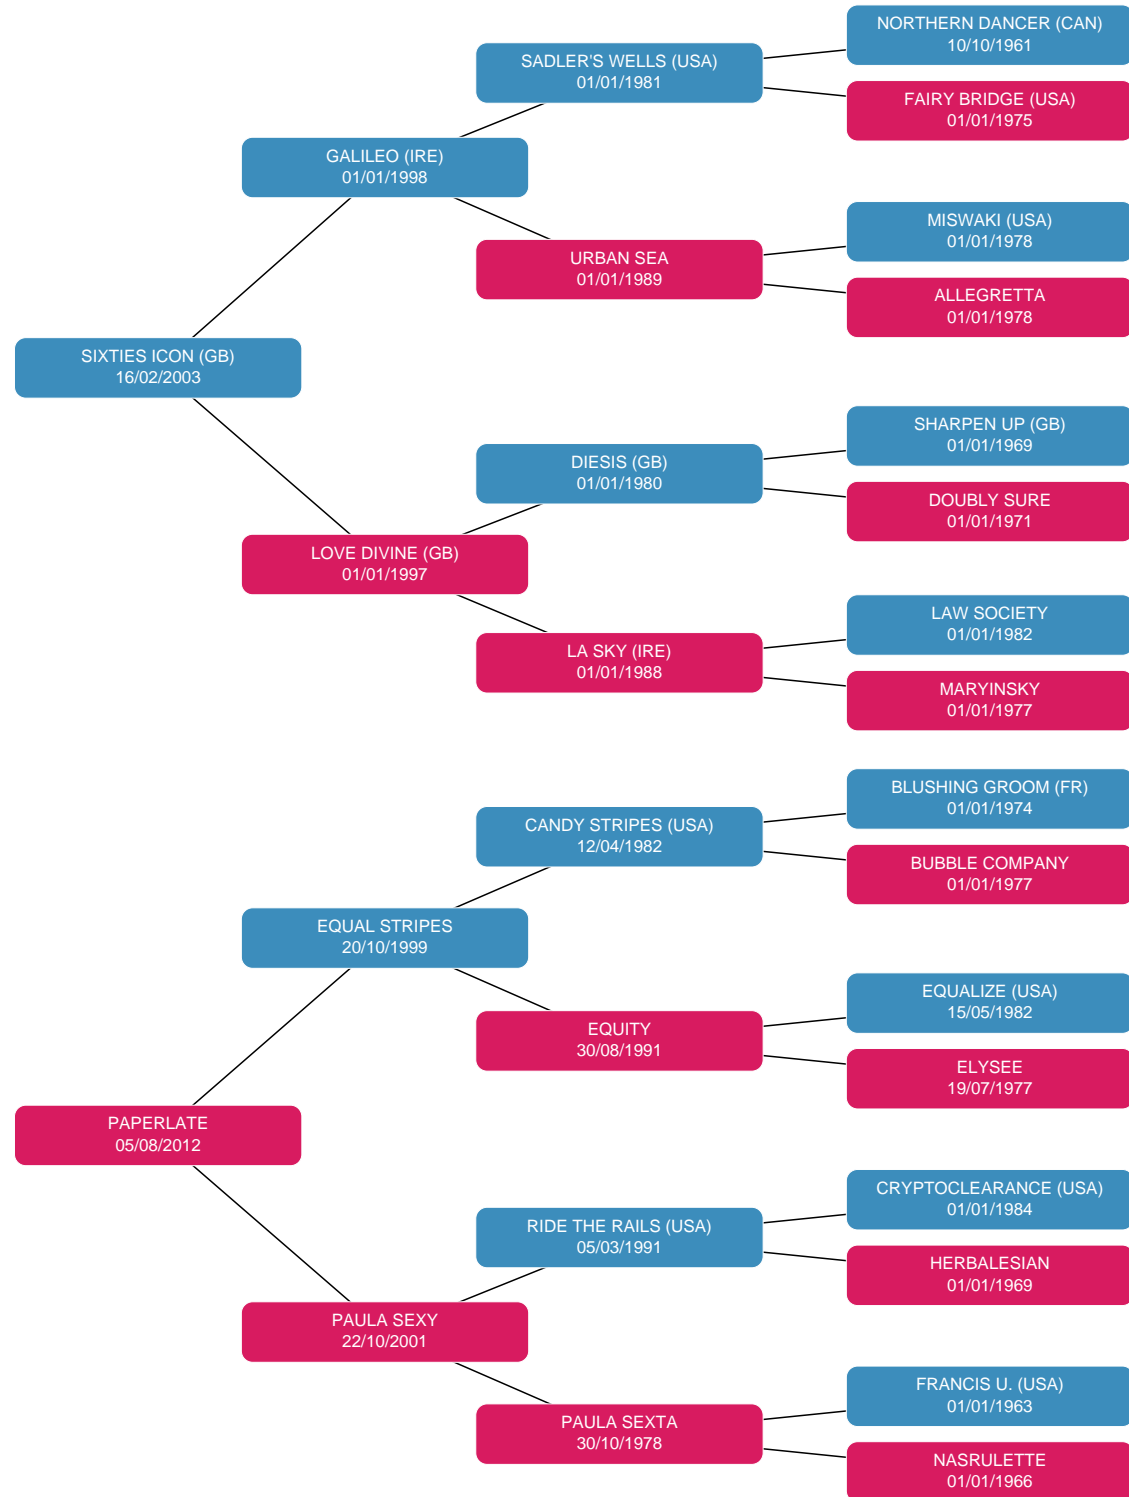 NORTHERN DANCER (CAN)
10/10/1961
SADLER'S WELLS (USA)
01/01/1981
FAIRY BRIDGE (USA)
01/01/1975
GALILEO (IRE)
01/01/1998
MISWAKI (USA)
01/01/1978
URBAN SEA
01/01/1989
ALLEGRETTA
01/01/1978
SIXTIES ICON (GB)
16/02/2003
SHARPEN UP (GB)
01/01/1969
DIESIS (GB)
01/01/1980
DOUBLY SURE
01/01/1971
LOVE DIVINE (GB)
01/01/1997
LAW SOCIETY
01/01/1982
LA SKY (IRE)
01/01/1988
MARYINSKY
01/01/1977
BLUSHING GROOM (FR)
01/01/1974
CANDY STRIPES (USA)
12/04/1982
BUBBLE COMPANY
01/01/1977
EQUAL STRIPES
20/10/1999
EQUALIZE (USA)
15/05/1982
EQUITY
30/08/1991
ELYSEE
19/07/1977
PAPERLATE
05/08/2012
CRYPTOCLEARANCE (USA)
01/01/1984
RIDE THE RAILS (USA)
05/03/1991
HERBALESIAN
01/01/1969
PAULA SEXY
22/10/2001
FRANCIS U. (USA)
01/01/1963
PAULA SEXTA
30/10/1978
NASRULETTE
01/01/1966